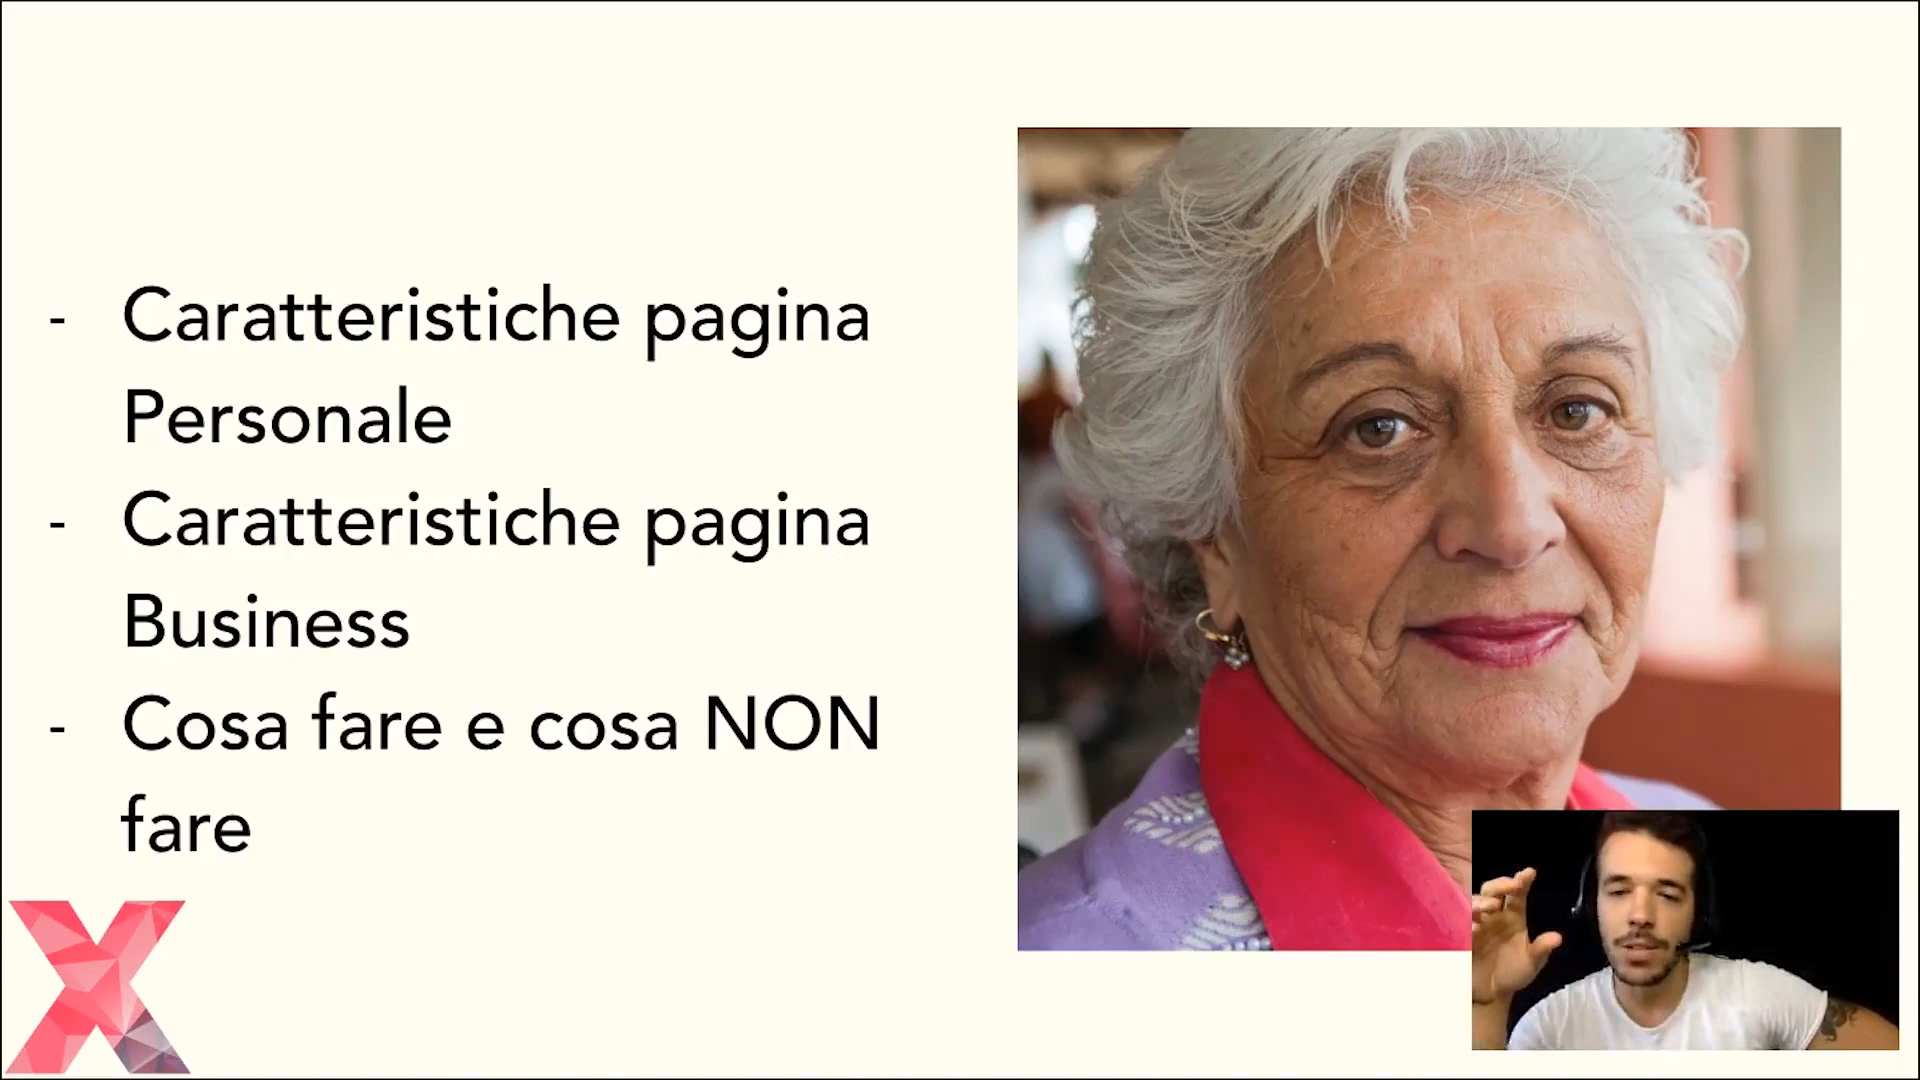 - Caratteristiche pagina
Personale
- Caratteristiche pagina
Business
- Cosa fare e cosa NON
fare
X